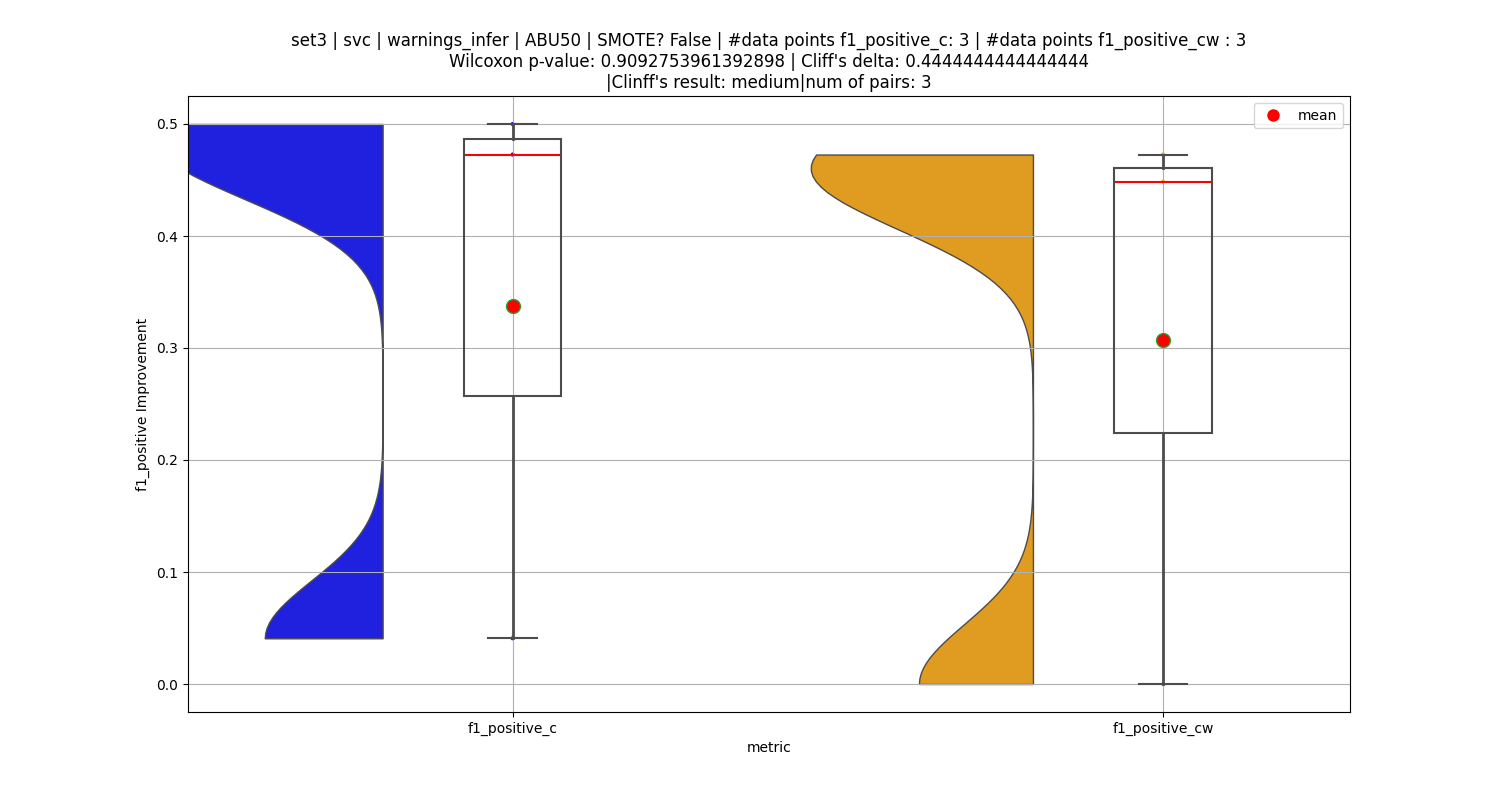 set3 | svc | warnings_infer | ABU50 | SMOTE? False | #data points f1_positive_c: 3 | #data points f1_positive_cw : 3
Wilcoxon p-value: 0.9092753961392898 | Cliff's delta: 0.4444444444444444
|Clinff's result: medium|num of pairs: 3
mean
0.5
0.4
0.3
0.2
0.1
0.0
f1_positive Improvement
f1_positive_c
f1_positive_cw
metric